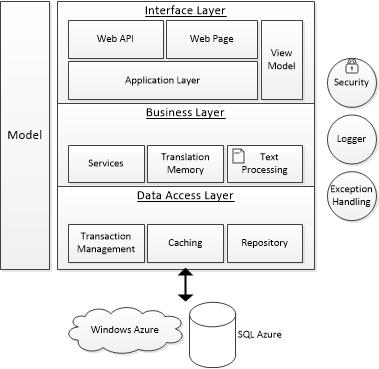 Model
Interface Layer
Web API
Web Page
View
Model
Application Layer
Business Layer
Services
Translation
Memory
Text
Processing
Data Access Layer
Transaction
Management
Caching
Repository
Security
Logger
Exception
Handling
Windows Azure
SQL Azure